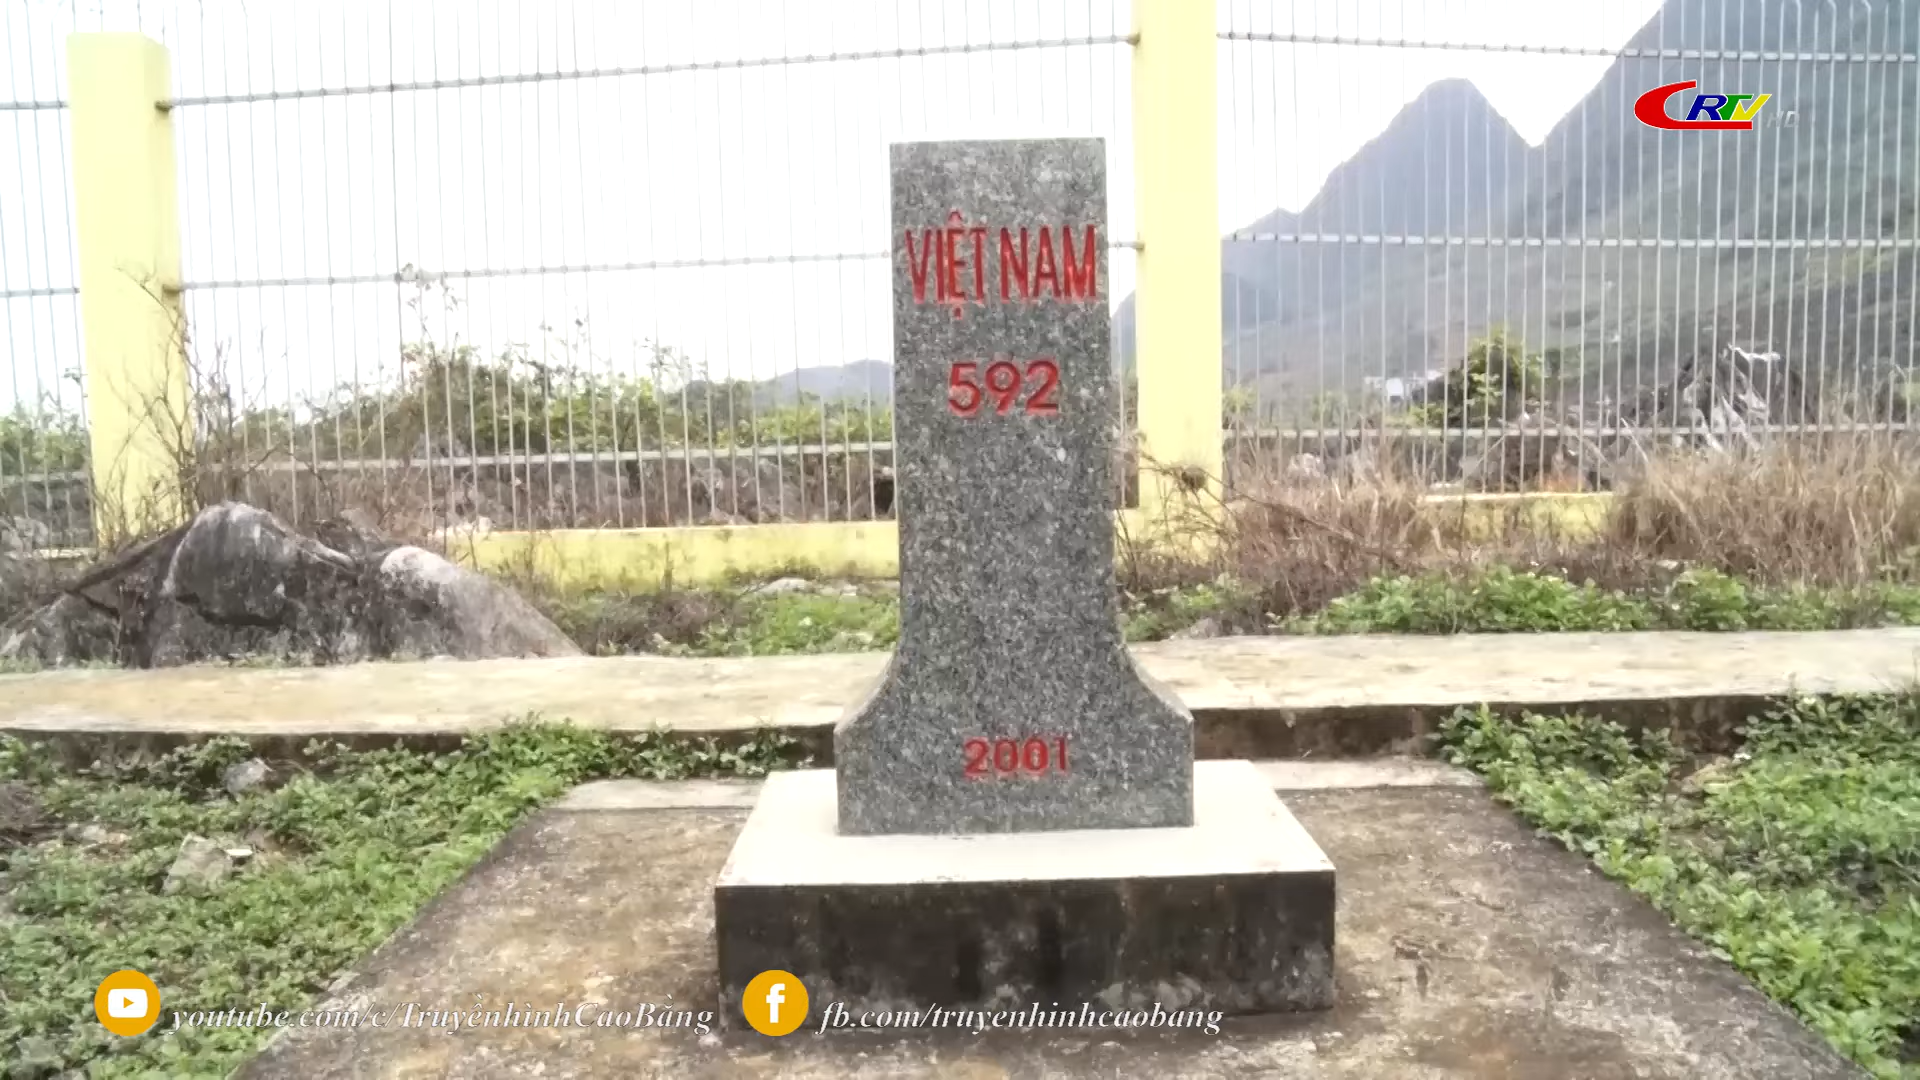 CRTV HD
VIỆT NAM
592
2001
youtube.com/c/TruyềnhìnhCaoBằng
fb.com/truyenhinhcaobang